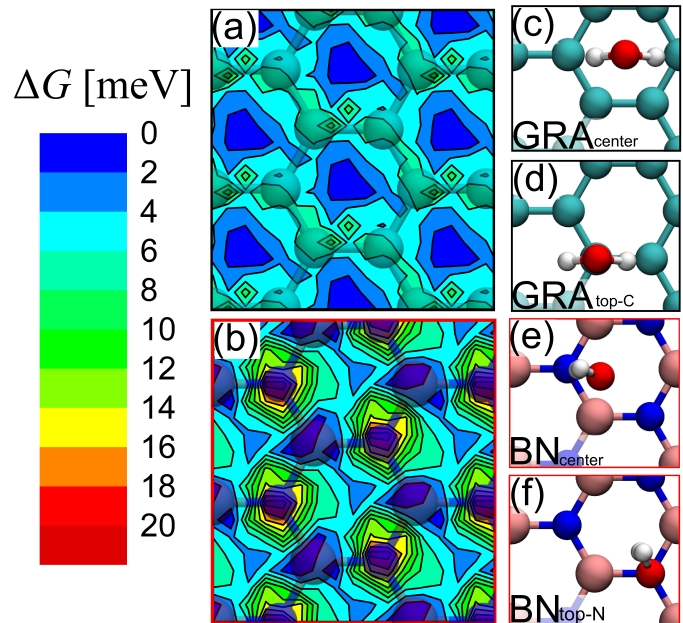 ΔG [meV]
0
2
4
6
8
10
12
14
16
18
20
(a)
(b)
(c)
GRAcenter
(d)
GRAtop-C
(e)
BNcenter
(f)
BNtop-N